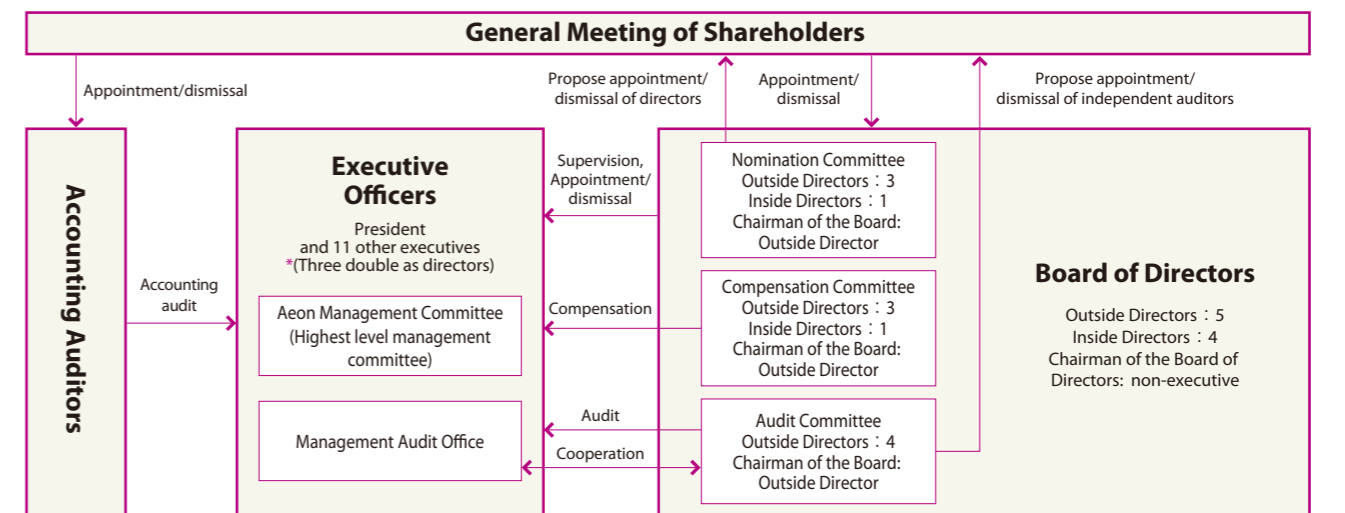 General Meeting of Shareholders
Appointment/dismissal
Propose appointment/
dismissal of directors
Appointment/
dismissal
Propose appointment/
dismissal of independent auditors
Accounting Auditors
Accounting
audit
Executive
Officers
President
and 11 other executives
*(Three double as directors)
Aeon Management Committee
(Highest level management
committee)
Management Audit Office
Supervision,
Appointment/
dismissal
Compensation
Audit
Cooperation
Nomination Committee
Outside Directors：3
Inside Directors：1
Chairman of the Board:
Outside Director
Compensation Committee
Outside Directors：3
Inside Directors：1
Chairman of the Board:
Outside Director
Audit Committee
Outside Directors：4
Chairman of the Board:
Outside Director
Board of Directors
Outside Directors：5
Inside Directors：4
Chairman of the Board of
Directors: non-executive